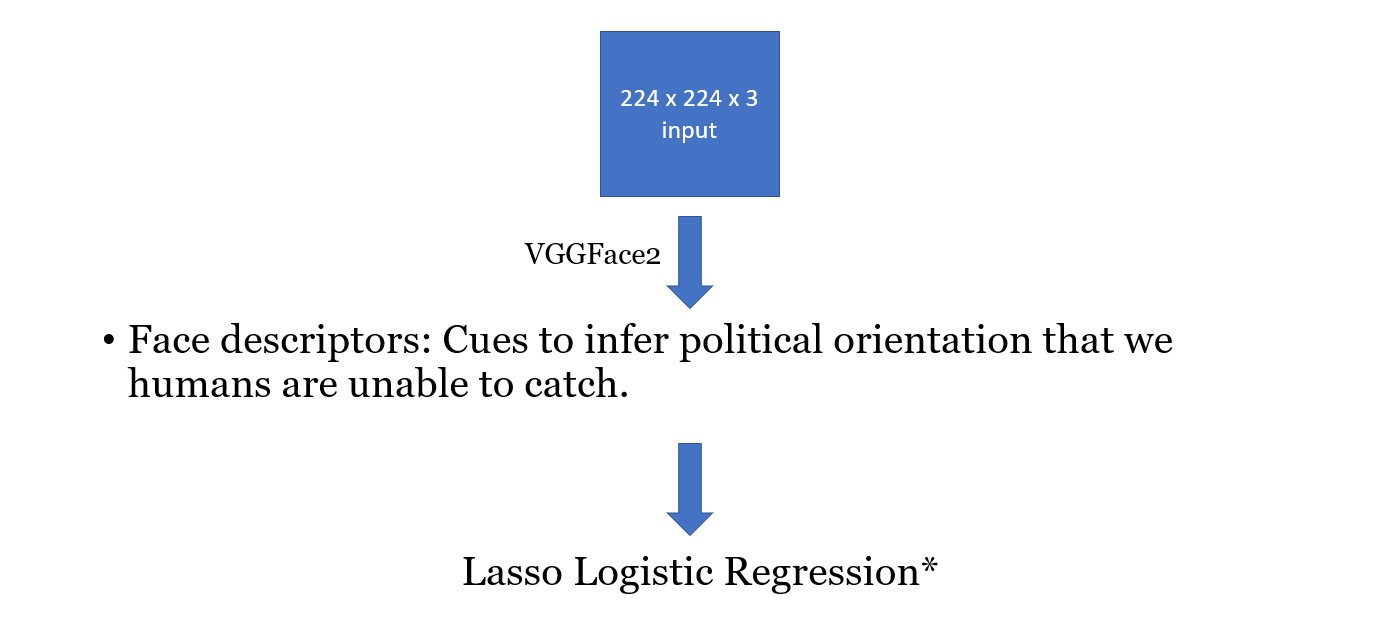 224 x 224 x 3
input
VGGFace2
• Face descriptors: Cues to infer political orientation that we
humans are unable to catch.
Lasso Logistic Regression*